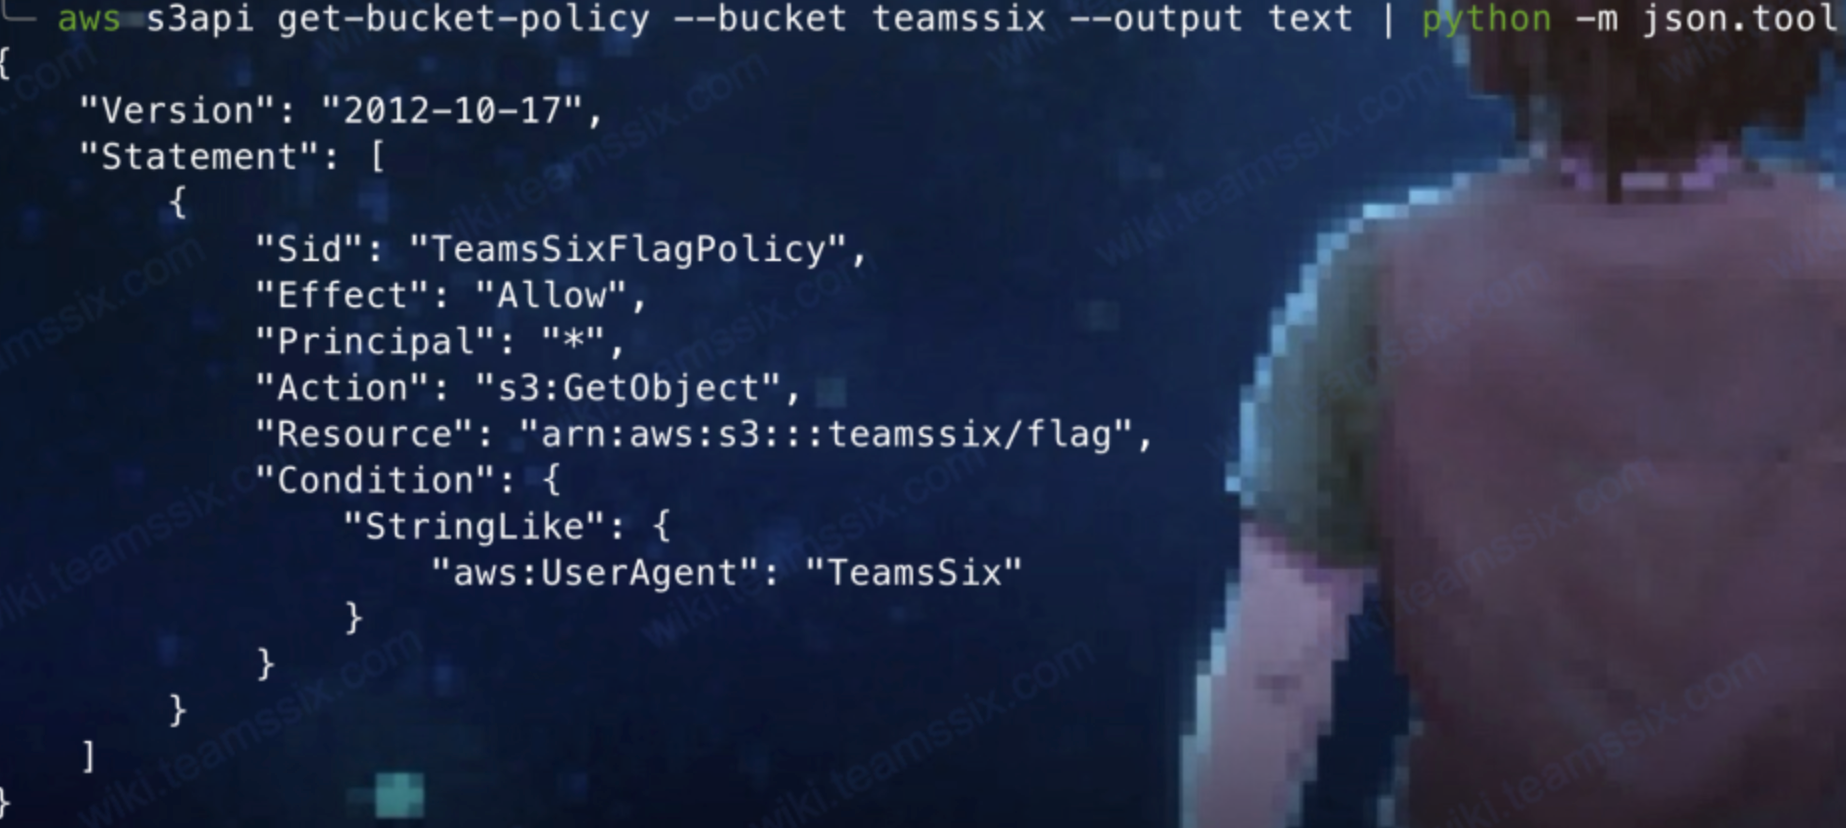 aws s3api get-bucket-policy --bucket teamssix --output text | python -m json.tool
{
    "Version": "2012-10-17",
    "Statement": [
        {
            "Sid": "TeamsSixFlagPolicy",
            "Effect": "Allow",
            "Principal": "*",
            "Action": "s3:GetObject",
            "Resource": "arn:aws:s3:::teamssix/flag",
            "Condition": {
                "StringLike": {
                    "aws:UserAgent": "TeamsSix"
                }
            }
        }
    ]
}
wiki.teamssix.com